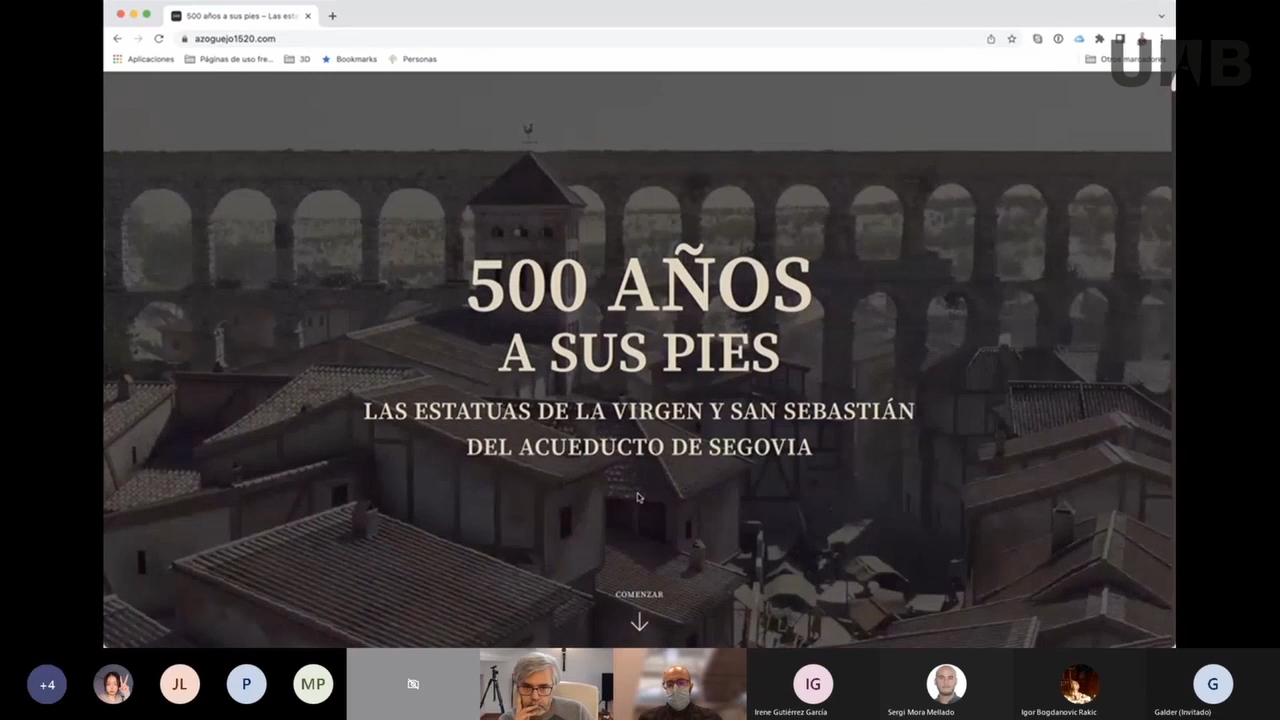 500 años a sus pies – Las esta
azoguejo1520.com
Aplicaciones
Páginas de uso fre...
3D
Bookmarks
Personas
Otros marcadores
UAB
500 AÑOS
A SUS PIES
LAS ESTATUAS DE LA VIRGEN Y SAN SEBASTIÁN
DEL ACUEDUCTO DE SEGOVIA
COMENZAR
+4
JL
P
MP
IG
G
Irene Gutiérrez García
Sergi Mora Mellado
Igor Bogdanovic Rakic
Galder (Invitado)